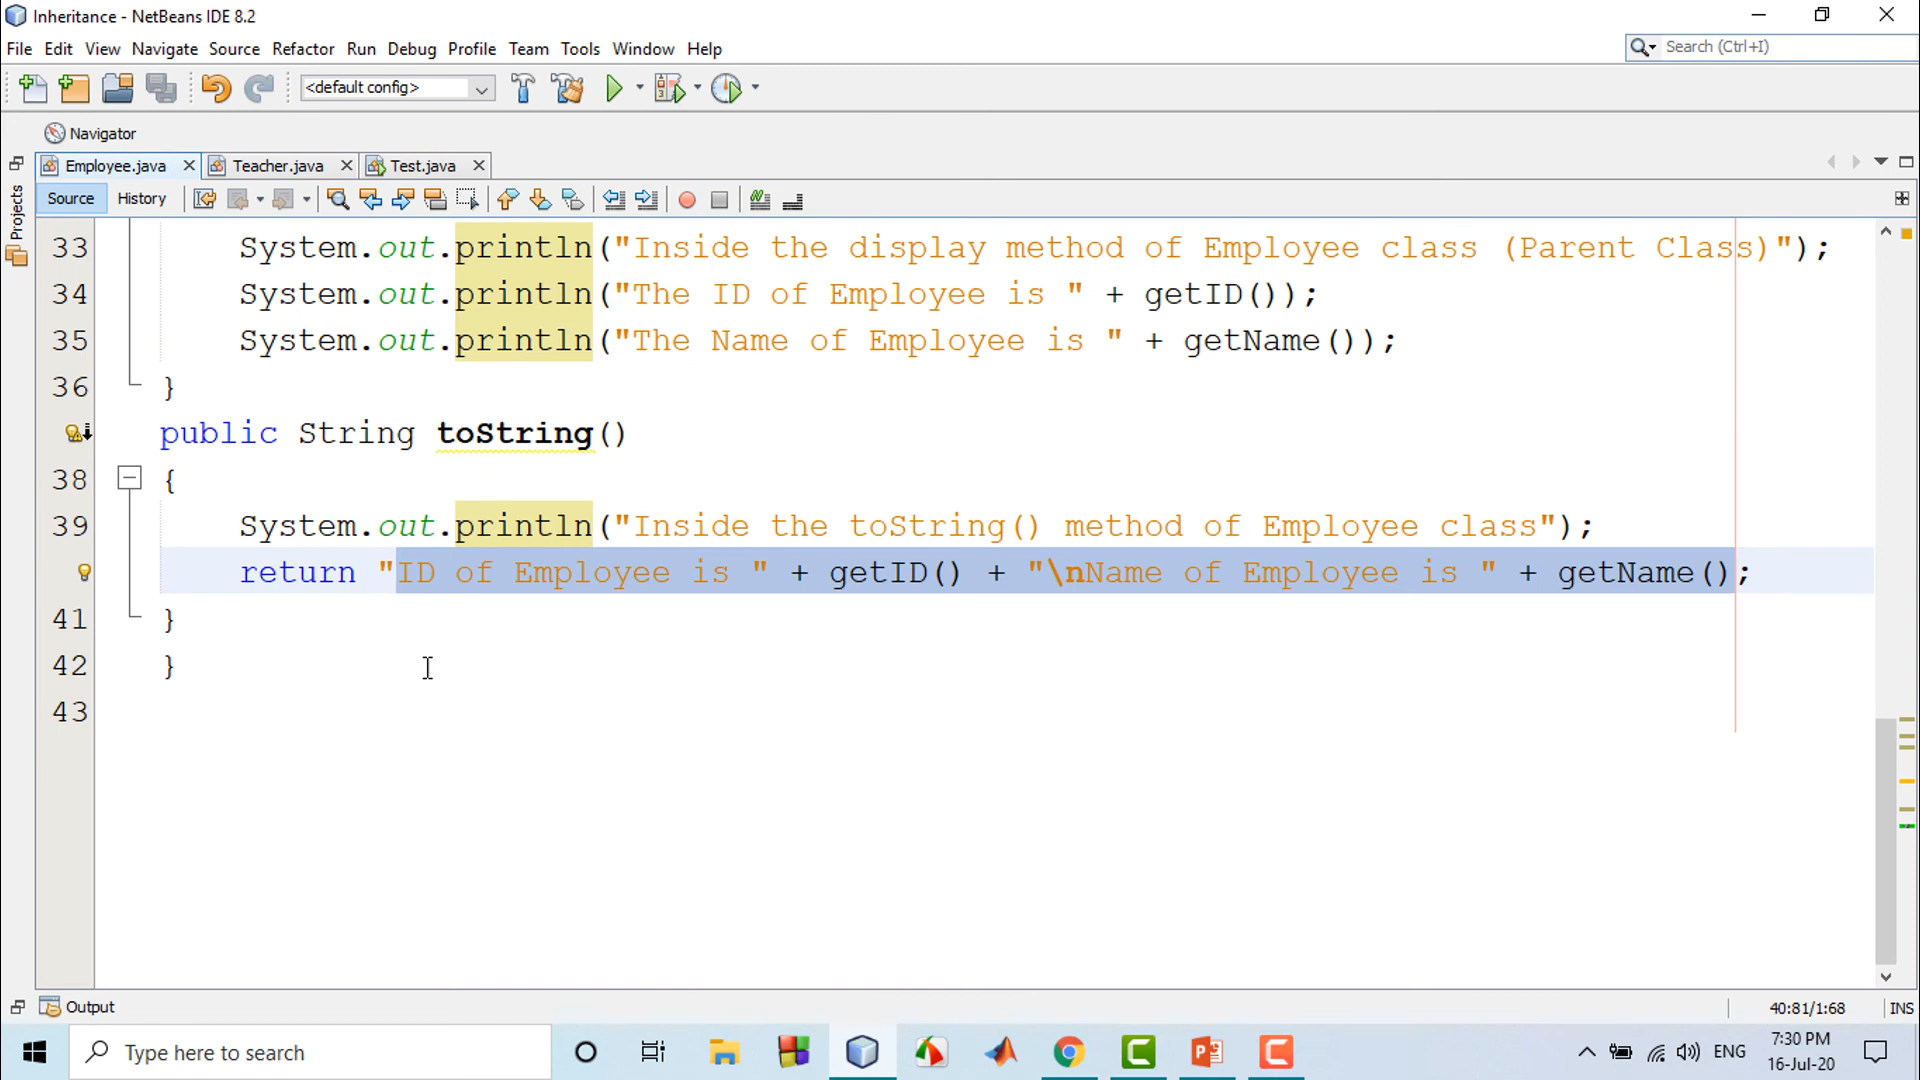 Inheritance - NetBeans IDE 8.2
File Edit View Navigate Source Refactor Run Debug Profile Team Tools Window Help
Search (Ctrl+I)
<default config>
Navigator
Projects
Employee.java Teacher.java Test.java
Source History
33 System.out.println("Inside the display method of Employee class (Parent Class)");
34 System.out.println("The ID of Employee is " + getID());
35 System.out.println("The Name of Employee is " + getName());
36 }
public String toString()
38 {
39 System.out.println("Inside the toString() method of Employee class");
return "ID of Employee is " + getID() + "\nName of Employee is " + getName();
41 }
42 }
43
Output
40:81/1:68 INS
Type here to search
ENG
7:30 PM
16-Jul-20